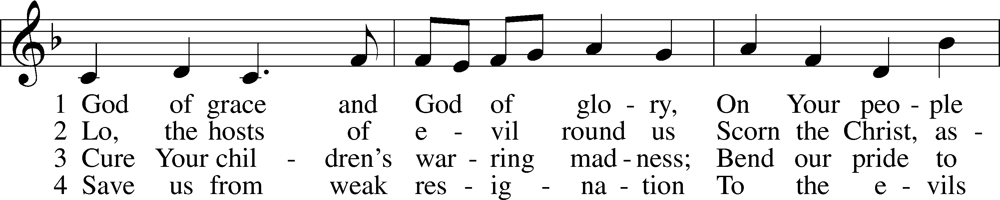 1 God of grace and God of glo - ry, On Your peo - ple
2 Lo, the hosts of e - vil round us Scorn the Christ, as -
3 Cure Your chil - dren's war - ring mad - ness; Bend our pride to
4 Save us from weak res - ig - na - tion To the e - vils